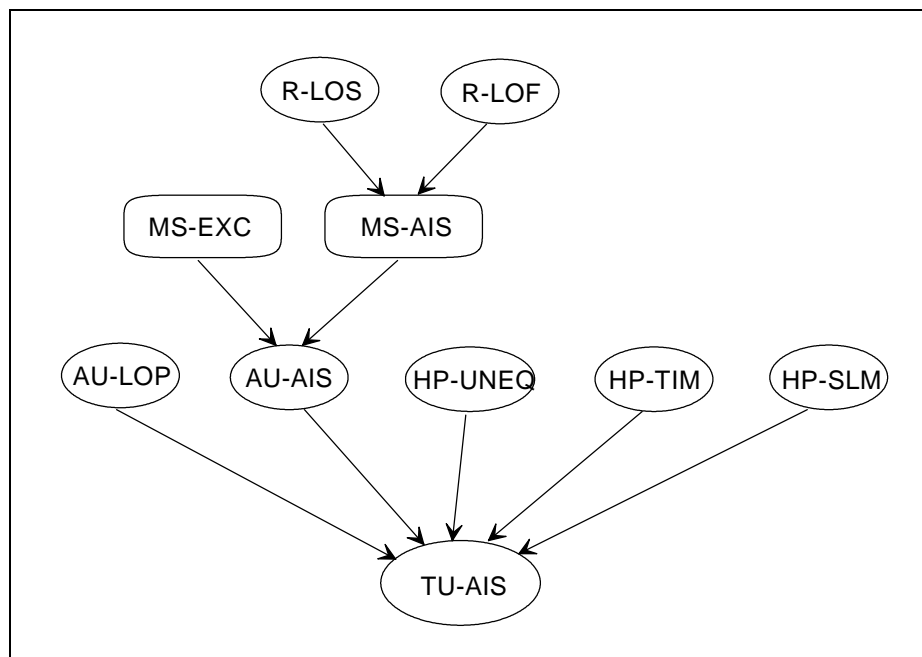 R-LOS R-LOF
MS-EXC MS-AIS
AU-LOP AU-AIS HP-UNEQ HP-TIM HP-SLM
TU-AIS